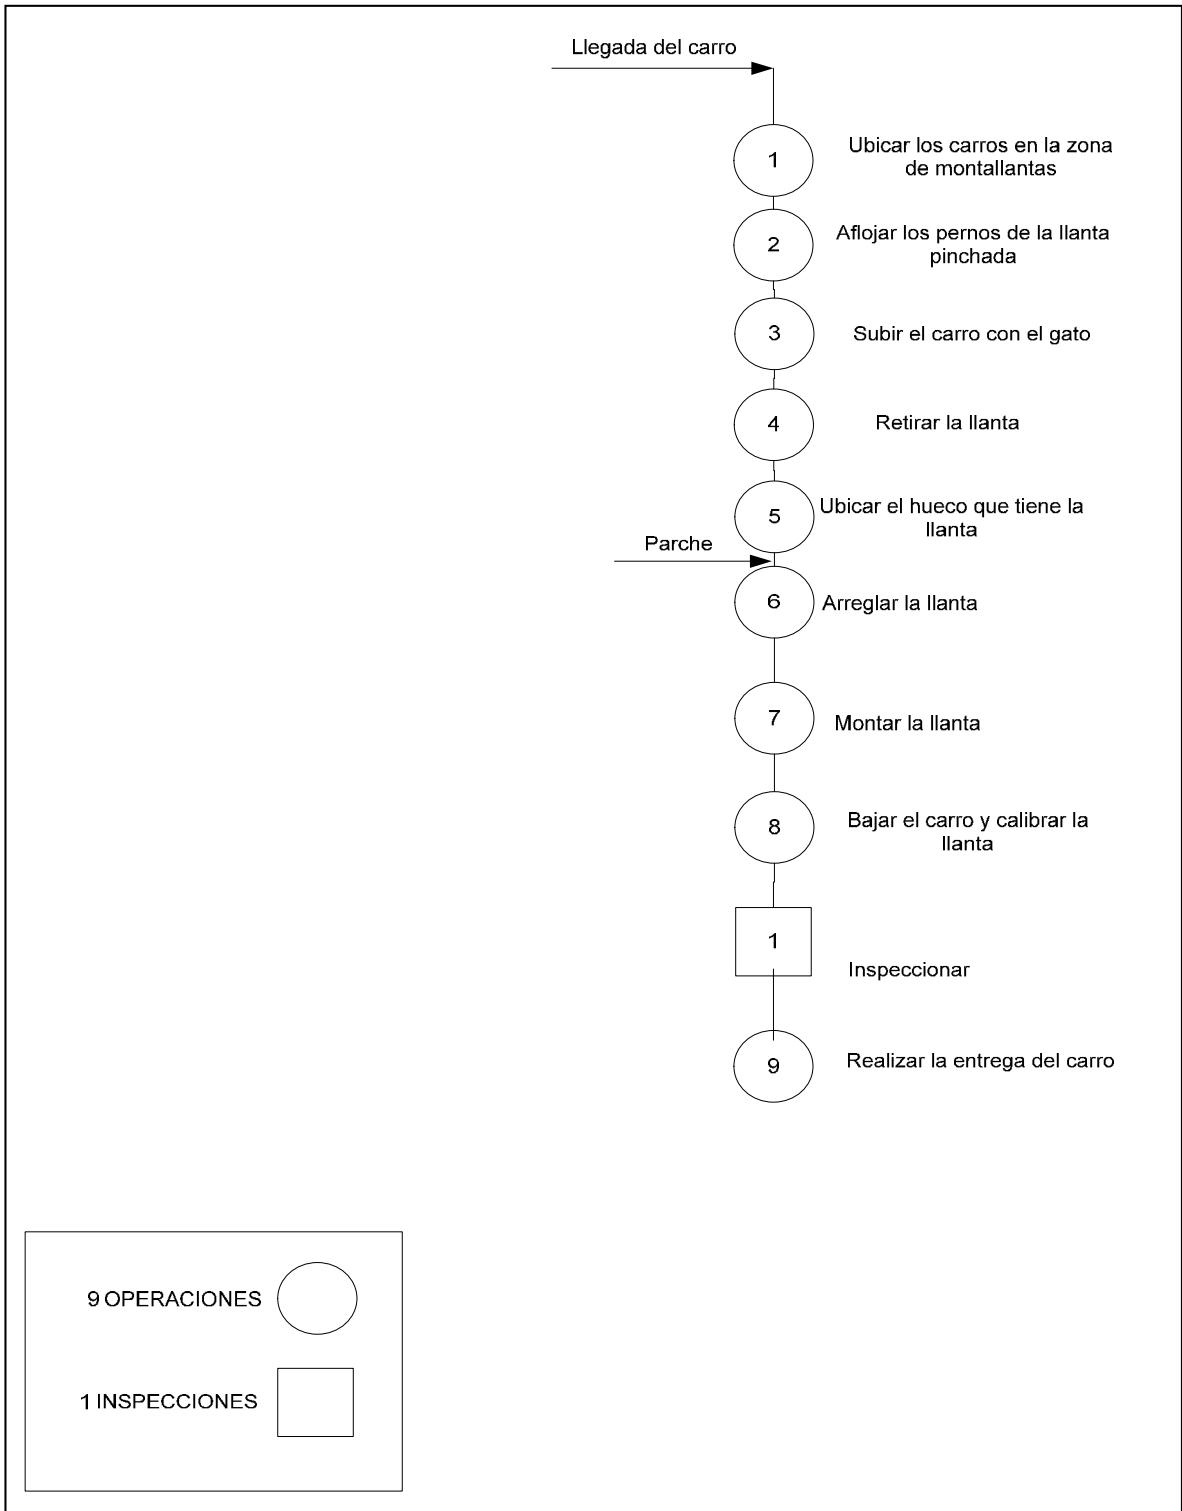 Llegada del carro
1
Ubicar los carros en la zona
de montallantas
2
Aflojar los pernos de la llanta
pinchada
3
Subir el carro con el gato
4
Retirar la llanta
5
Ubicar el hueco que tiene la
llanta
Parche
6
Arreglar la llanta
7
Montar la llanta
8
Bajar el carro y calibrar la
llanta
1
Inspeccionar
9
Realizar la entrega del carro
9 OPERACIONES
1 INSPECCIONES